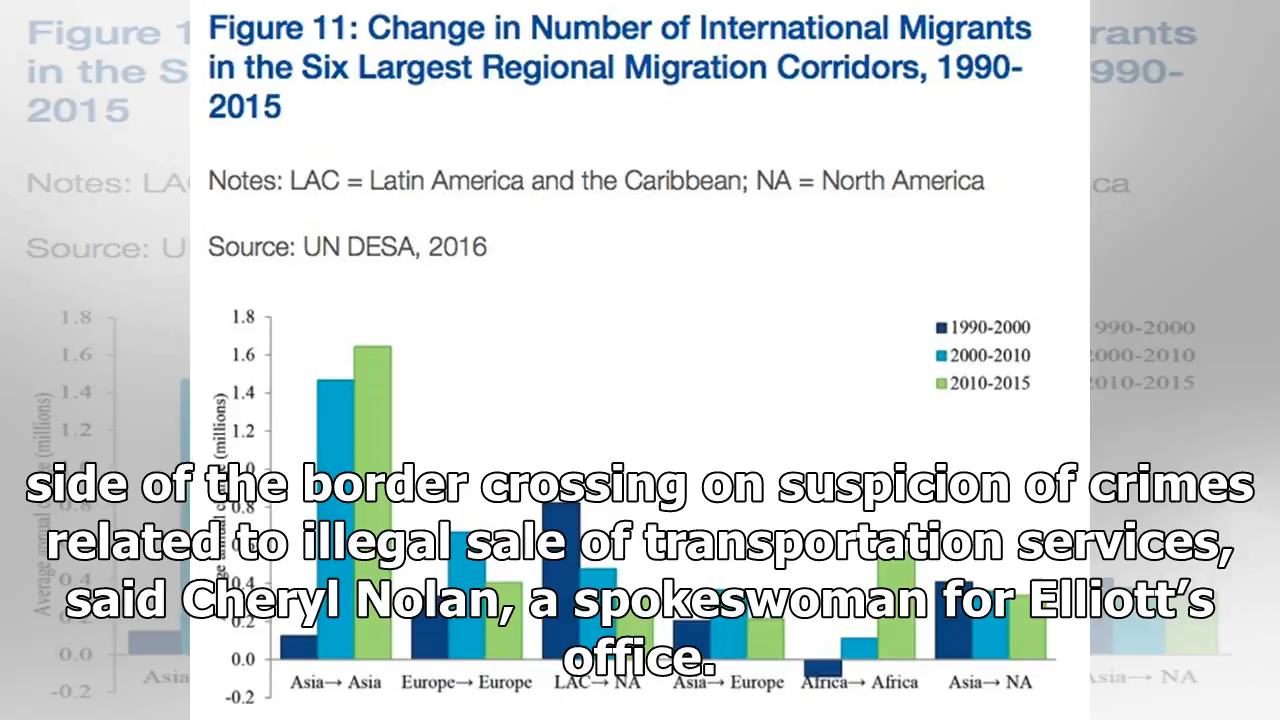 Figure 11: Change in Number of International Migrants
in the Six Largest Regional Migration Corridors, 1990-
2015
Notes: LAC = Latin America and the Caribbean; NA = North America
Source: UN DESA, 2016
1.8
1.6
1.4
1.2
0.8
0.4
0.2
0.0
-0.2
1990-2000
2000-2010
2010-2015
side of the border crossing on suspicion of crimes
related to illegal sale of transportation services,
said Cheryl Nolan, a spokeswoman for Elliott’s
office.
Asia→ Asia
Europe→ Europe
LAC→ NA
Asia→ Europe
Africa→ Africa
Asia→ NA